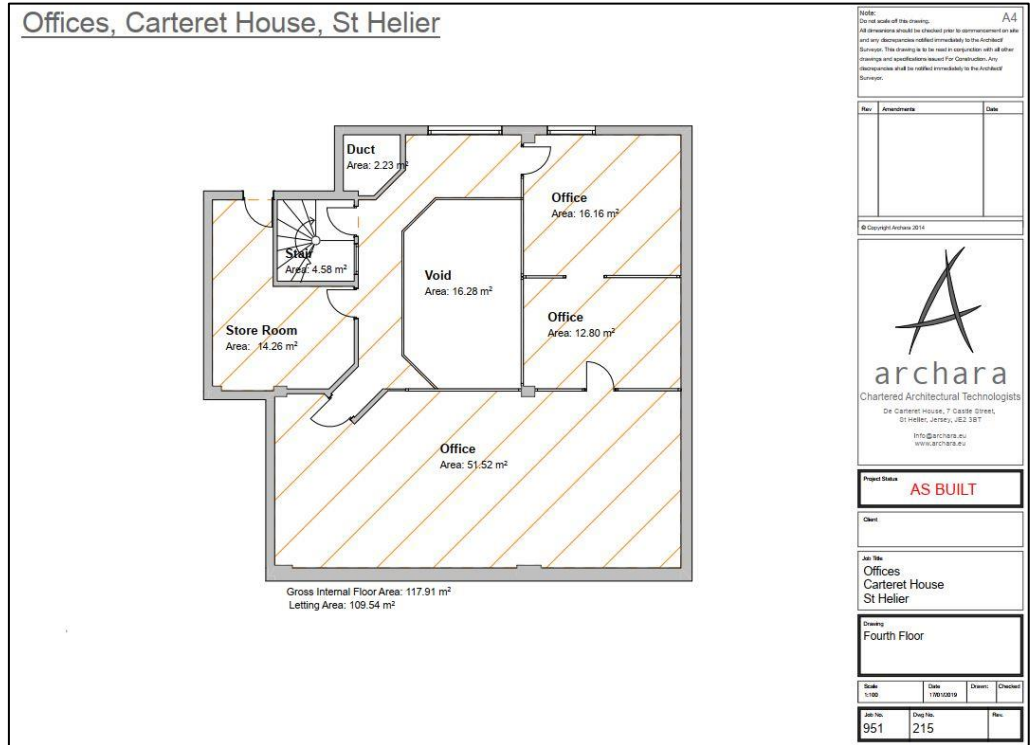 Offices, Carteret House, St Helier
Note:
A4
Do not scale off this drawing.
All dimensions should be checked prior to commencement on site
and any discrepancies notified immediately to the Architect/
Surveyor. This drawing is to be read in conjunction with all other
drawings and specifications issued For Construction. Any
discrepancies shall be notified immediately to the Architect/
Surveyor.
Rev Amendments Date
© Copyright Archara 2014
Duct
Area: 2.23 m²
Office
Area: 16.16 m²
Stair
Area: 4.58 m²
Void
Area: 16.28 m²
Store Room
Area: 14.26 m²
Office
Area: 12.80 m²
Office
Area: 51.52 m²
Gross Internal Floor Area: 117.91 m²
Letting Area: 109.54 m²
archara
Chartered Architectural Technologists
De Carteret House, 7 Castle Street,
St Helier, Jersey, JE2 3BT
info@archara.eu
www.archara.eu
Project Status
AS BUILT
Client
Job Title
Offices
Carteret House
St Helier
Drawing
Fourth Floor
Scale Date Drawn: Checked
1:100 17/01/2019
Job No. Dwg No. Rev.
951 215